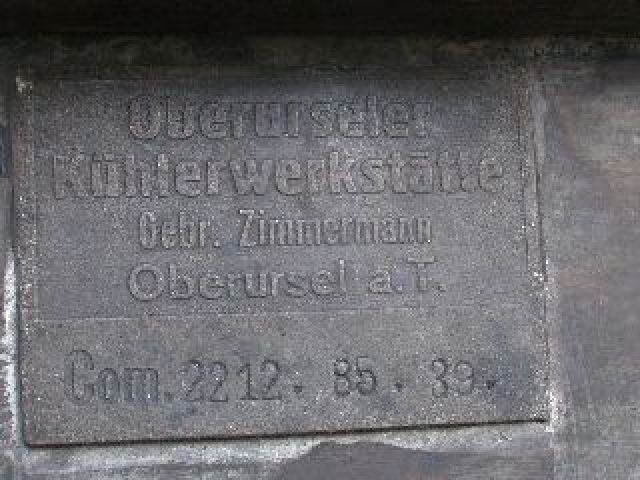 Oberurseler
Kühlerwerkstätte
Gebr. Zimmermann
Oberursel a.T.
Com. 2212. 85. 39.